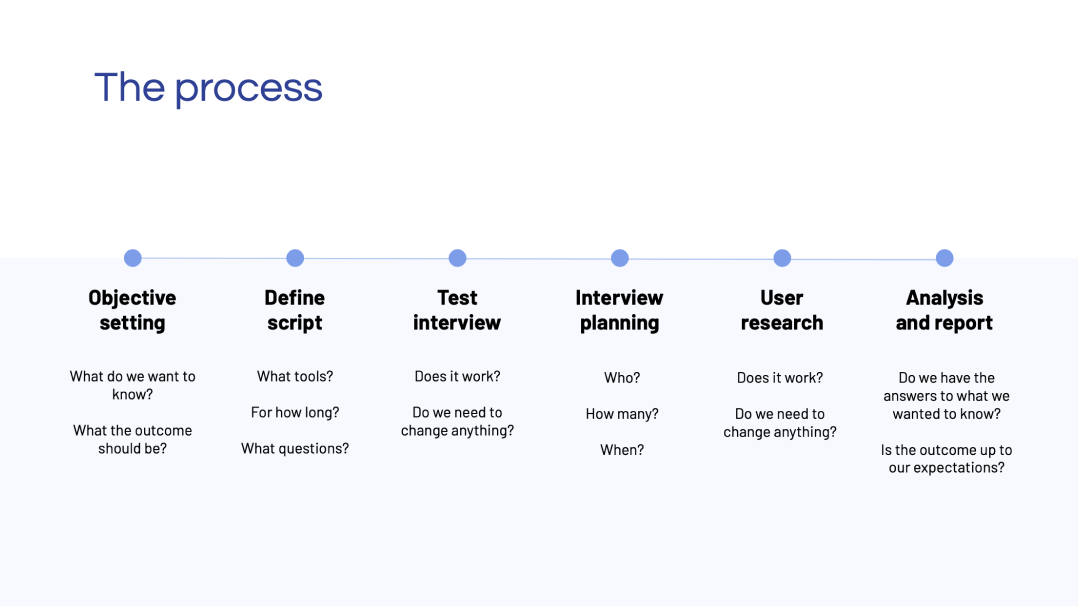 The process
Objective
setting
What do we want to
know?
What the outcome
should be?
Define
script
What tools?
For how long?
What questions?
Test
interview
Does it work?
Do we need to
change anything?
Interview
planning
Who?
How many?
When?
User
research
Does it work?
Do we need to
change anything?
Analysis
and report
Do we have the
answers to what we
wanted to know?
Is the outcome up to
our expectations?